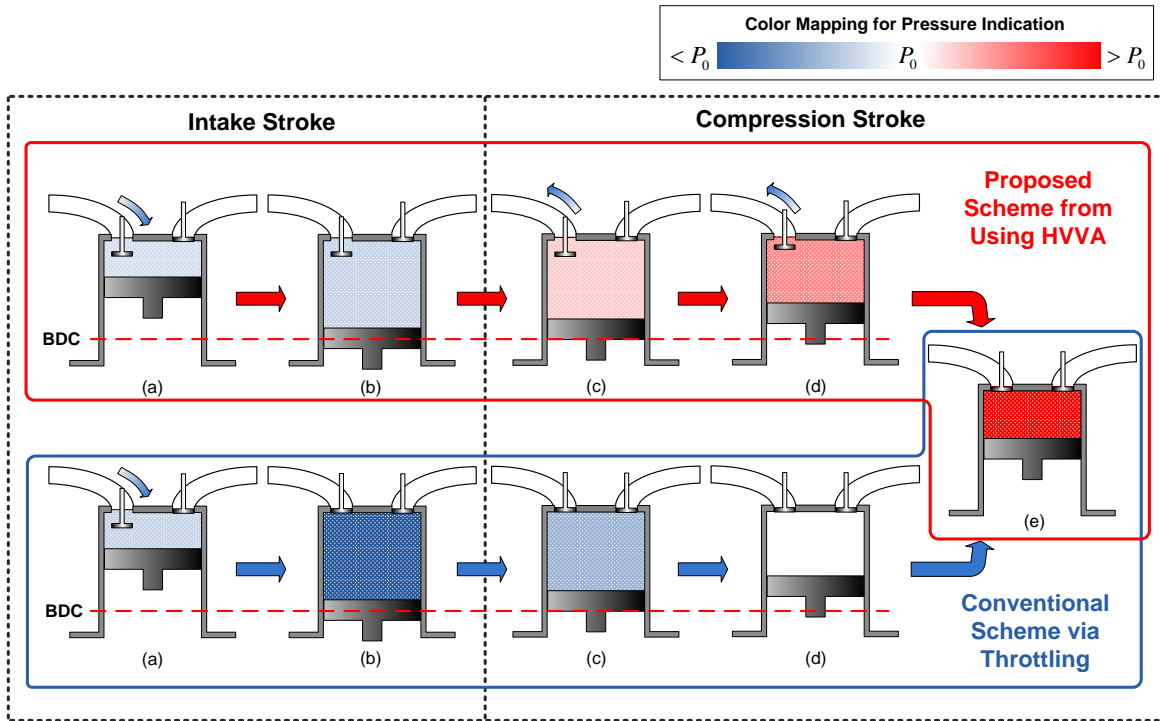 Color Mapping for Pressure Indication
< P0 P0 > P0
Intake Stroke
Compression Stroke
Proposed
Scheme from
Using HVVA
BDC
(a) (b) (c) (d)
(e)
BDC
(a) (b) (c) (d)
Conventional
Scheme via
Throttling